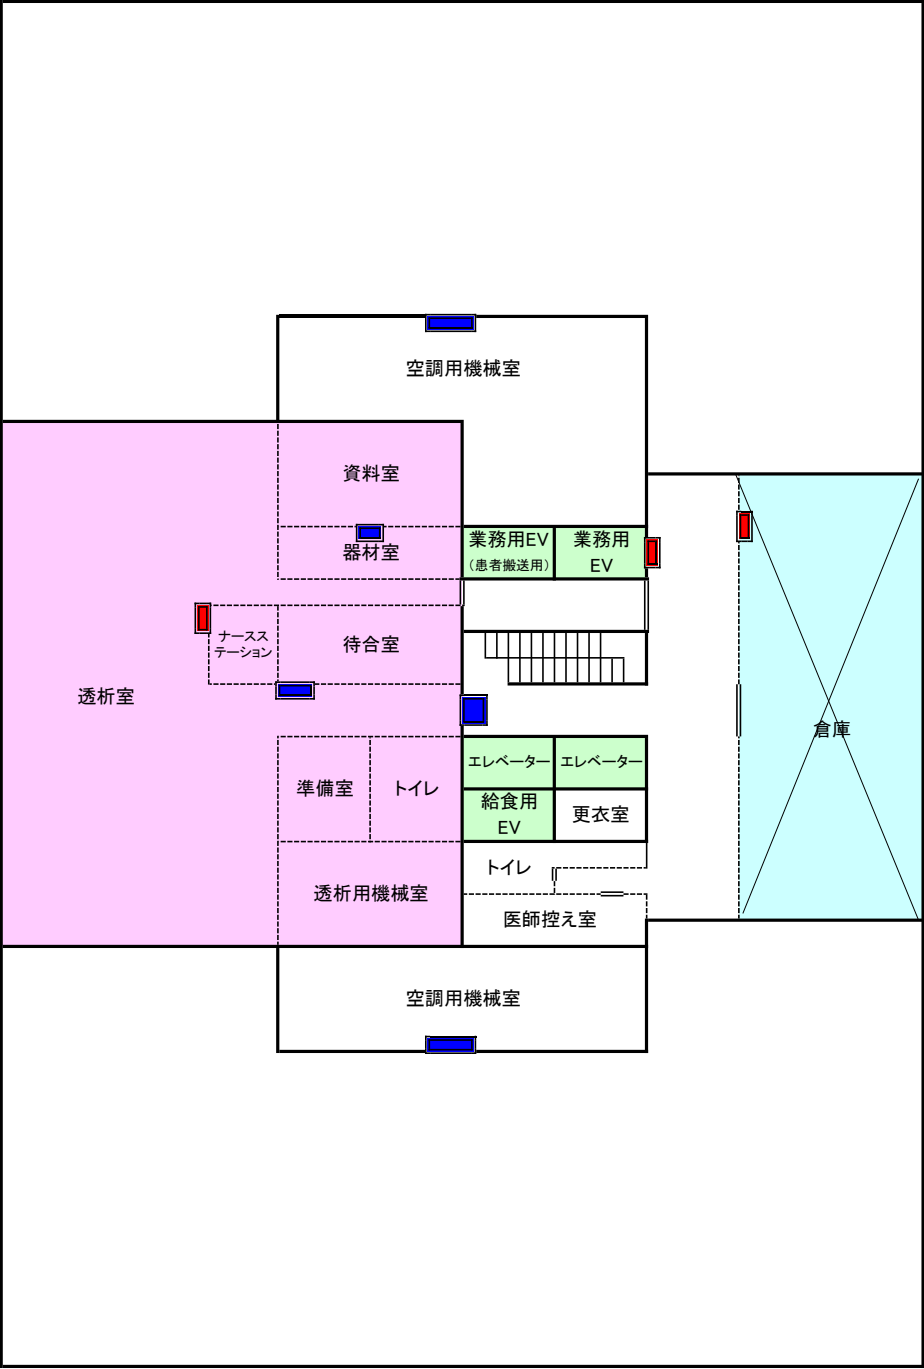 空調用機械室
資料室
業務用EV
(患者搬送用)
業務用
EV
器材室
ナースス
テーション
待合室
透析室
倉庫
エレベーター
エレベーター
準備室
トイレ
給食用
EV
更衣室
トイレ
透析用機械室
医師控え室
空調用機械室